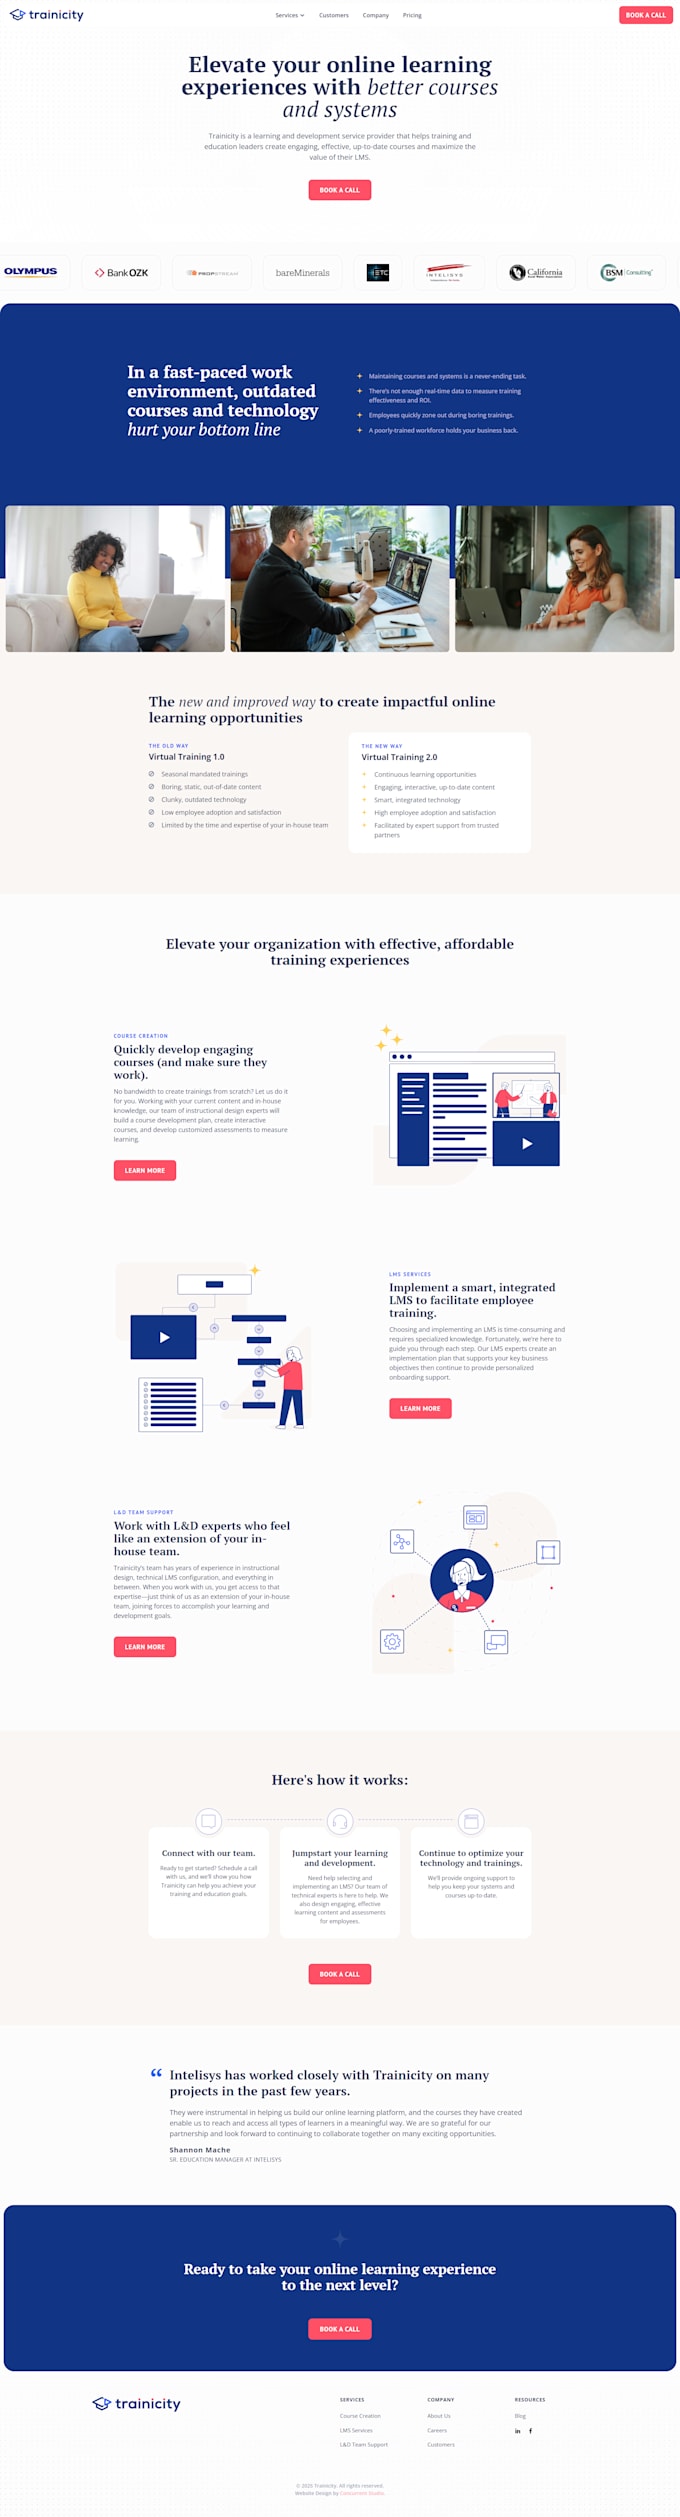 trainicity
Services
Customers
Company
Pricing
BOOK A CALL
Elevate your online learning
experiences with better courses
and systems
Trainicity is a learning and development service provider that helps training and
education leaders create engaging, effective, up-to-date courses and maximize the
value of their LMS.
BOOK A CALL
OLYMPUS
Bank OZK
PROPSTREAM
bareMinerals
ETC
INTELISYS
California
BSM Consulting
In a fast-paced work
environment, outdated
courses and technology
hurt your bottom line
Maintaining courses and systems is a never-ending task.
There's not enough real-time data to measure training
effectiveness and ROI.
Employees quickly zone out during boring trainings.
A poorly-trained workforce holds your business back.
The new and improved way to create impactful online
learning opportunities
THE OLD WAY
Virtual Training 1.0
Seasonal mandated trainings
Boring, static, out-of-date content
Clunky, outdated technology
Low employee adoption and satisfaction
Limited by the time and expertise of your in-house team
THE NEW WAY
Virtual Training 2.0
Continuous learning opportunities
Engaging, interactive, up-to-date content
Smart, integrated technology
High employee adoption and satisfaction
Facilitated by expert support from trusted
partners
Elevate your organization with effective, affordable
training experiences
COURSE CREATION
Quickly develop engaging
courses (and make sure they
work).
No bandwidth to create trainings from scratch? Let us do it
for you. Working with your current content and in-house
knowledge, our team of instructional design experts will
build a course development plan, create interactive
courses, and develop customized assessments to measure
learning.
LEARN MORE
LMS SERVICES
Implement a smart, integrated
LMS to facilitate employee
training.
Choosing and implementing an LMS is time-consuming and
requires specialized knowledge. Fortunately, we're here to
guide you through each step. Our LMS experts create an
implementation plan that supports your key business
objectives then continue to provide personalized
onboarding support.
LEARN MORE
L&D TEAM SUPPORT
Work with L&D experts who feel
like an extension of your in-
house team.
Trainicity's team has years of experience in instructional
design, technical LMS configuration, and everything in
between. When you work with us, you get access to that
expertise—just think of us as an extension of your in-house
team, joining forces to accomplish your learning and
development goals.
LEARN MORE
Here's how it works:
Connect with our team.
Ready to get started? Schedule a call
with us, and we'll show you how
Trainicity can help you achieve your
training and education goals.
Jumpstart your learning
and development.
Need help selecting and
implementing an LMS? Our team of
technical experts is here to help. We
also design engaging, effective
learning content and assessments
for employees.
Continue to optimize your
technology and trainings.
We'll provide ongoing support to
help you keep your systems and
courses up-to-date.
BOOK A CALL
“ Intelisys has worked closely with Trainicity on many
projects in the past few years.
They were instrumental in helping us build our online learning platform, and the courses they have created
enable us to reach and access all types of learners in a meaningful way. We are so grateful for our
partnership and look forward to continuing to collaborate together on many exciting opportunities.
Shannon Mache
SR. EDUCATION MANAGER AT INTELISYS
Ready to take your online learning experience
to the next level?
BOOK A CALL
trainicity
SERVICES
Course Creation
LMS Services
L&D Team Support
COMPANY
About Us
Careers
Customers
RESOURCES
Blog
in f
© 2025 Trainicity. All rights reserved.
Website Design by Concurrent Studio.